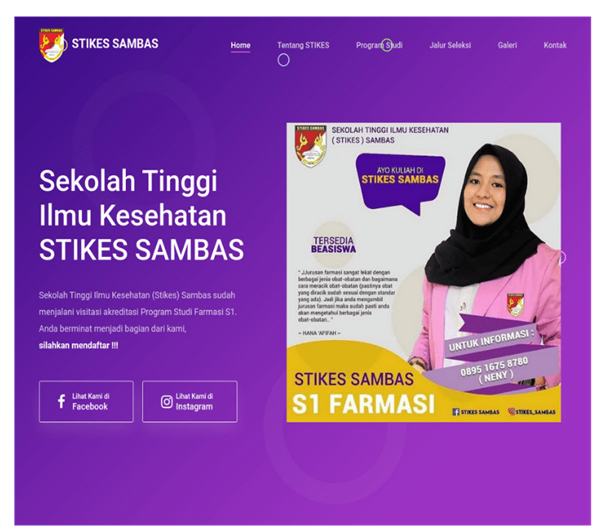 STIKES SAMBAS
Home
Tentang STIKES
Program Studi
Jalur Seleksi
Galeri
Kontak
Sekolah Tinggi
Ilmu Kesehatan
STIKES SAMBAS
Sekolah Tinggi Ilmu Kesehatan (Stikes) Sambas sudah
menjalani visitasi akreditasi Program Studi Farmasi S1.
Anda berminat menjadi bagian dari kami,
silahkan mendaftar !!!
Lihat Kami di
Facebook
Lihat Kami di
Instagram
SEKOLAH TINGGI ILMU KESEHATAN
( STIKES ) SAMBAS
AYO KULIAH DI
STIKES SAMBAS
TERSEDIA
BEASISWA
" ,Jurusan farmasi sangat lekat dengan
berbagai jenis obat-obatan dan bagaimana
cara meracik obat-obatan (pastinya obat
yang diracik sudah sesuai dengan standar
yang ada). Jadi jika anda mengambil
jurusan farmasi maka sudah pasti anda
akan mengetahui berbagai jenis
obat-obatan..."
~ HANA 'AFIFAH ~
UNTUK INFORMASI :
0895 1675 8780
( NENY )
STIKES SAMBAS
S1 FARMASI
STIKES SAMBAS
STIKES_SAMBAS